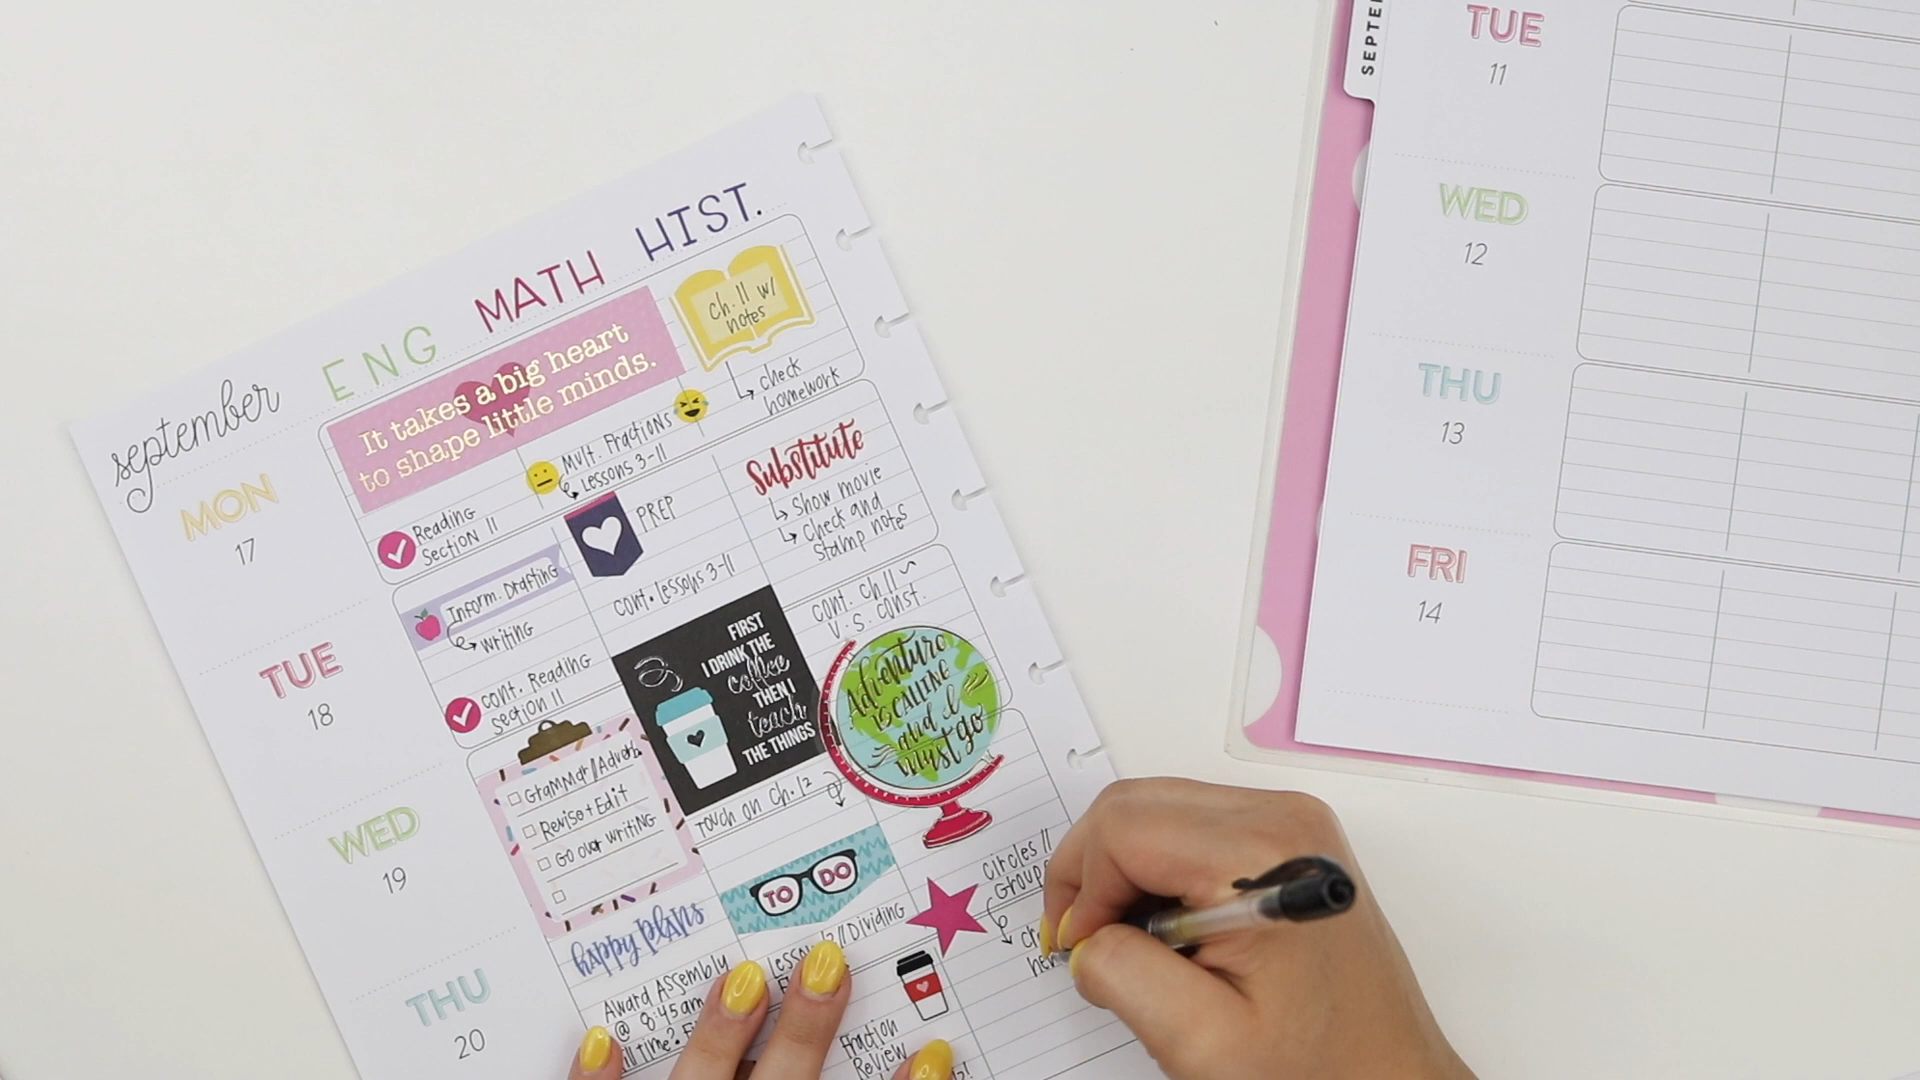 september
ENG MATH HIST.
MON
17
It takes a big heart
to shape little minds.
Reading
Section 11
Mult. Fractions
Lessons 3-11
ch. 11 w/
notes
check
homework
TUE
18
Inform. Drafting
writing
cont. Reading
section 11
PREP
cont. Lessons 3-11
Substitute
Show movie
Check and
Stamp notes
WED
19
Grammar/Adverb
Revise + Edit
Go over writing
FIRST
I DRINK THE
coffee
THEN I
teach
THE THINGS
Touch on Ch. 12
cont. ch 11 ~
V.S. const.
Adventure
is CALLING
and I
must go
THU
20
happy plans
Award Assembly
@ 8:45am
TO DO
12 // Dividing
Circles //
Fraction
Review
SEPTE
TUE
11
WED
12
THU
13
FRI
14